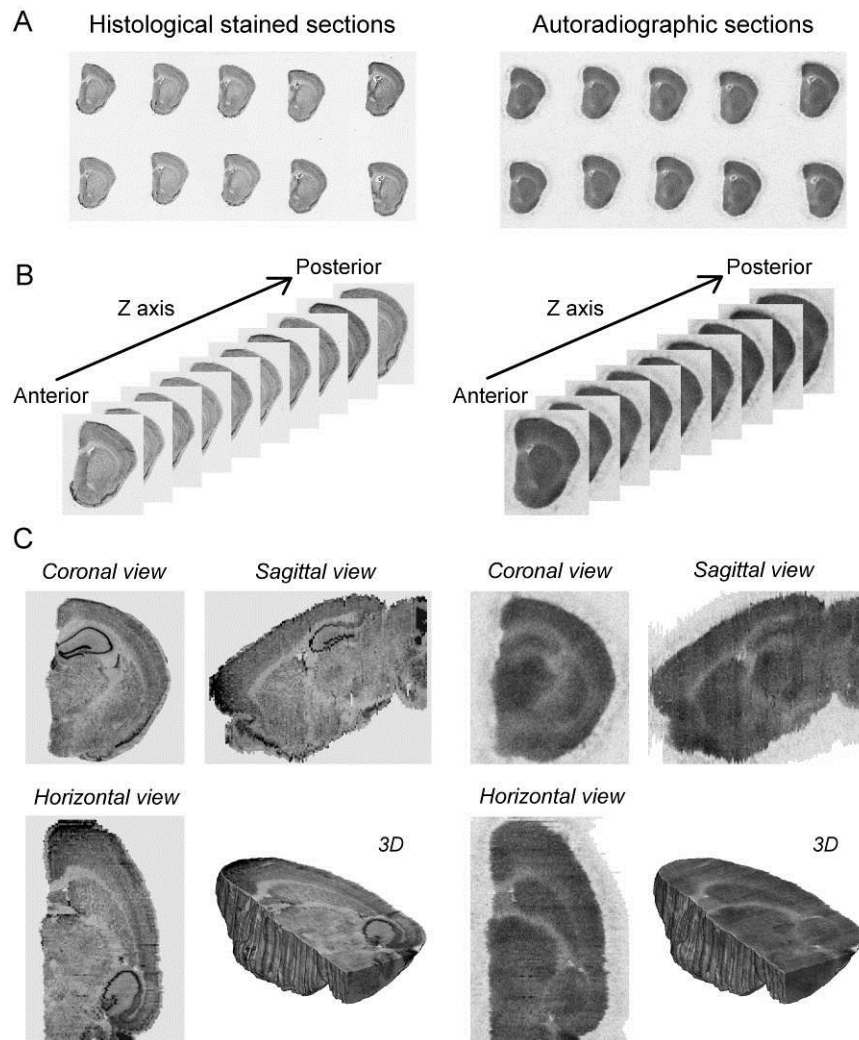 A
Histological stained sections
Autoradiographic sections
B
Posterior
Z axis
Anterior
Posterior
Z axis
Anterior
C
Coronal view
Sagittal view
Coronal view
Sagittal view
Horizontal view
3D
Horizontal view
3D